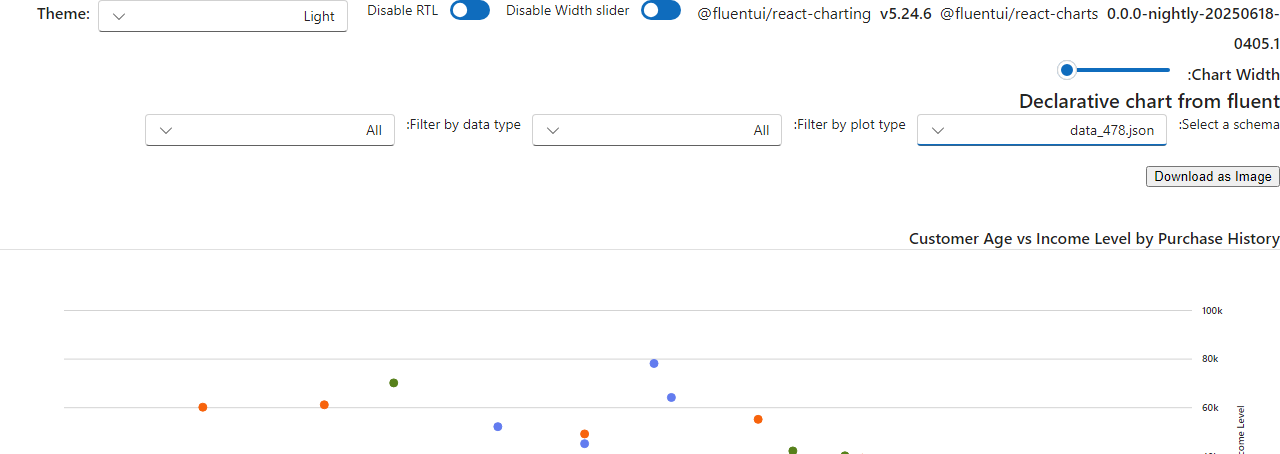 Theme: Light Disable RTL Disable Width slider @fluentui/react-charting v5.24.6 @fluentui/react-charts 0.0.0-nightly-20250618-
0405.1
:Chart Width
Declarative chart from fluent
All :Filter by data type All :Filter by plot type data_478.json :Select a schema
Download as Image
Customer Age vs Income Level by Purchase History
100k
80k
60k
Level